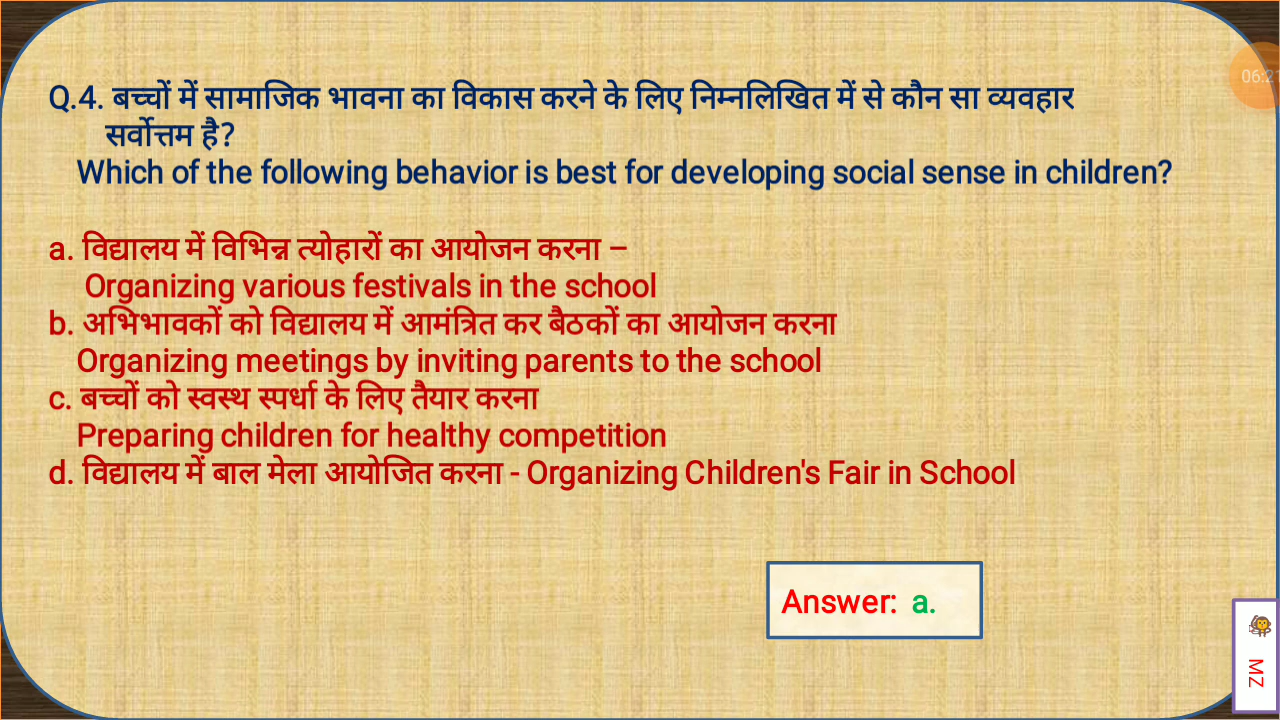 Q.4. बच्चों में सामाजिक भावना का विकास करने के लिए निम्नलिखित में से कौन सा व्यवहार
सर्वोत्तम है?
Which of the following behavior is best for developing social sense in children?
a. विद्यालय में विभिन्न त्योहारों का आयोजन करना –
Organizing various festivals in the school
b. अभिभावकों को विद्यालय में आमंत्रित कर बैठकों का आयोजन करना
Organizing meetings by inviting parents to the school
c. बच्चों को स्वस्थ स्पर्धा के लिए तैयार करना
Preparing children for healthy competition
d. विद्यालय में बाल मेला आयोजित करना - Organizing Children's Fair in School
Answer: a.
MZ